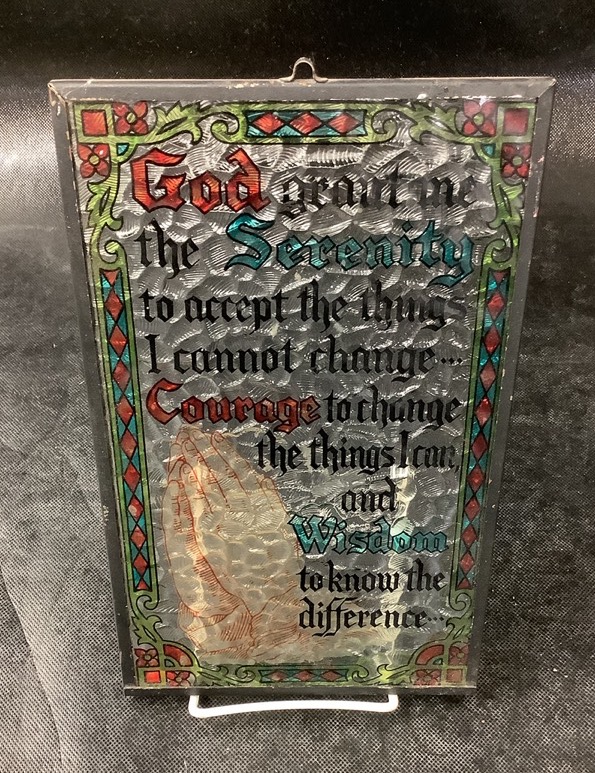 God grant me
the Serenity
to accept the things
I cannot change...
Courage to change
the things I can,
and
Wisdom
to know the
difference...